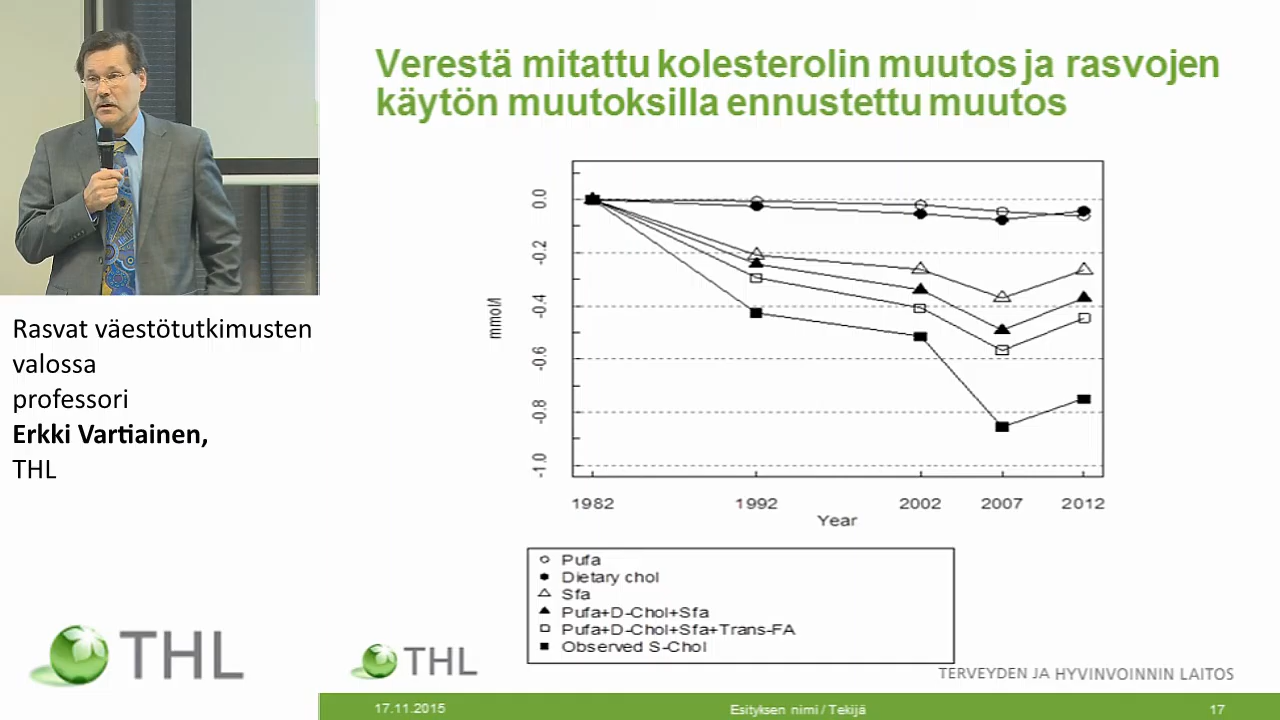 Verestä mitattu kolesterolin muutos ja rasvojen
käytön muutoksilla ennustettu muutos
Rasvat väestötutkimusten
valossa
professori
Erkki Vartiainen,
THL
mmol/l
0.0
-0.2
-0.4
-0.6
-0.8
-1.0
1982 1992 2002 2007 2012
Year
Pufa
Dietary chol
Sfa
Pufa+D-Chol+Sfa
Pufa+D-Chol+Sfa+Trans-FA
Observed S-Chol
THL
THL
TERVEYDEN JA HYVINVOINNIN LAITOS
17.11.2015
Esityksen nimi / Tekijä
17